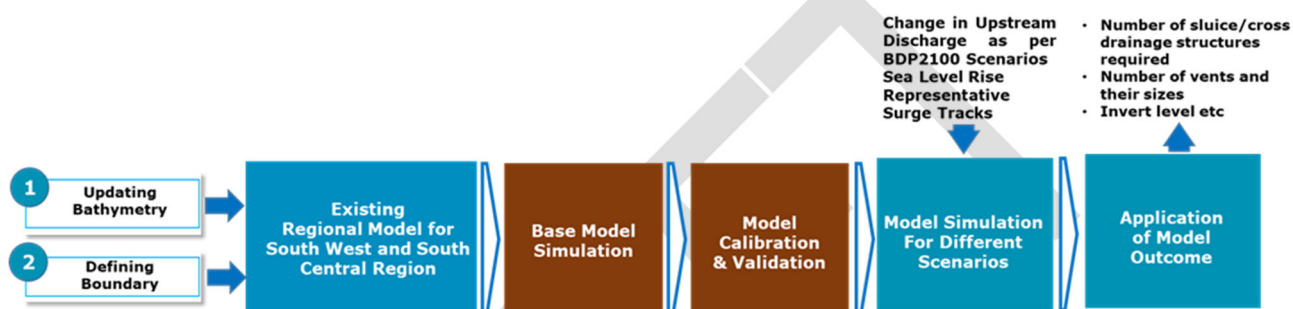 Change in Upstream
Discharge as per
BDP2100 Scenarios
Sea Level Rise
Representative
Surge Tracks
· Number of sluice/cross
drainage structures
required
· Number of vents and
their sizes
· Invert level etc
1
Updating
Bathymetry
2
Defining
Boundary
Existing
Regional Model for
South West and South
Central Region
Base Model
Simulation
Model
Calibration
& Validation
Model Simulation
For Different
Scenarios
Application
of Model
Outcome